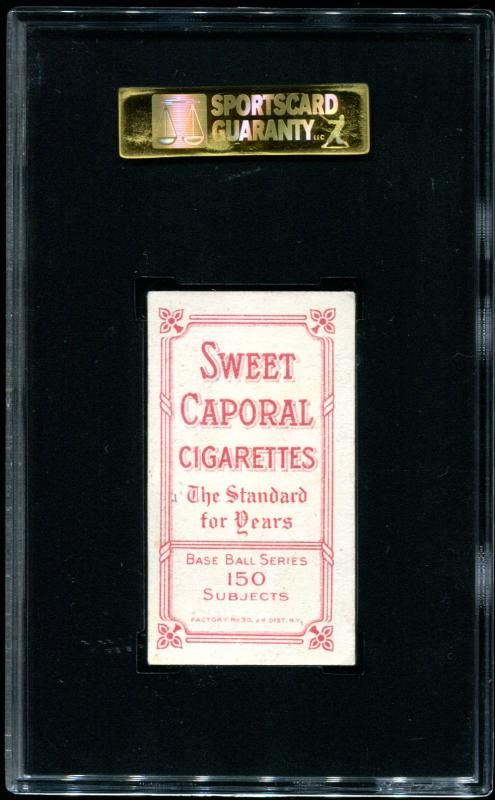 SPORTSCARD
GUARANTY LLC
SWEET
CAPORAL
CIGARETTES
The Standard
for Years
BASE BALL SERIES
150
SUBJECTS
FACTORY No 30, 2d DIST. N.Y.